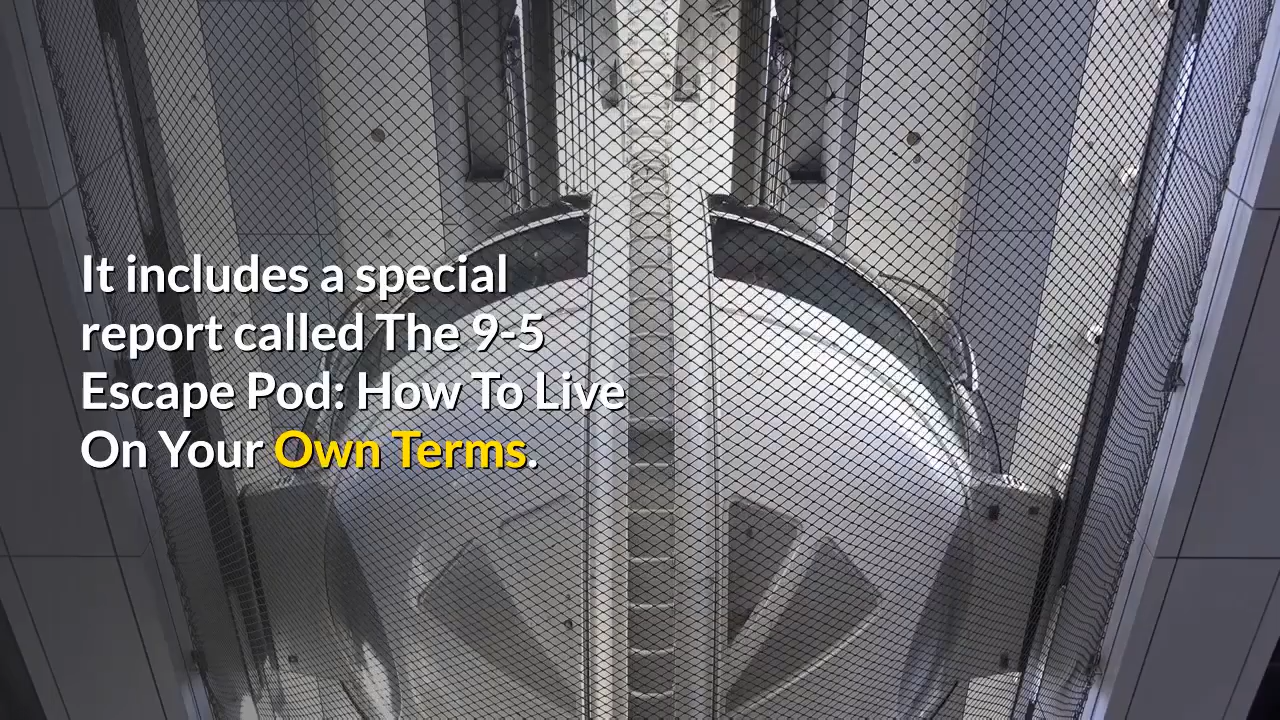 It includes a special
report called The 9-5
Escape Pod: How To Live
On Your Own Terms.